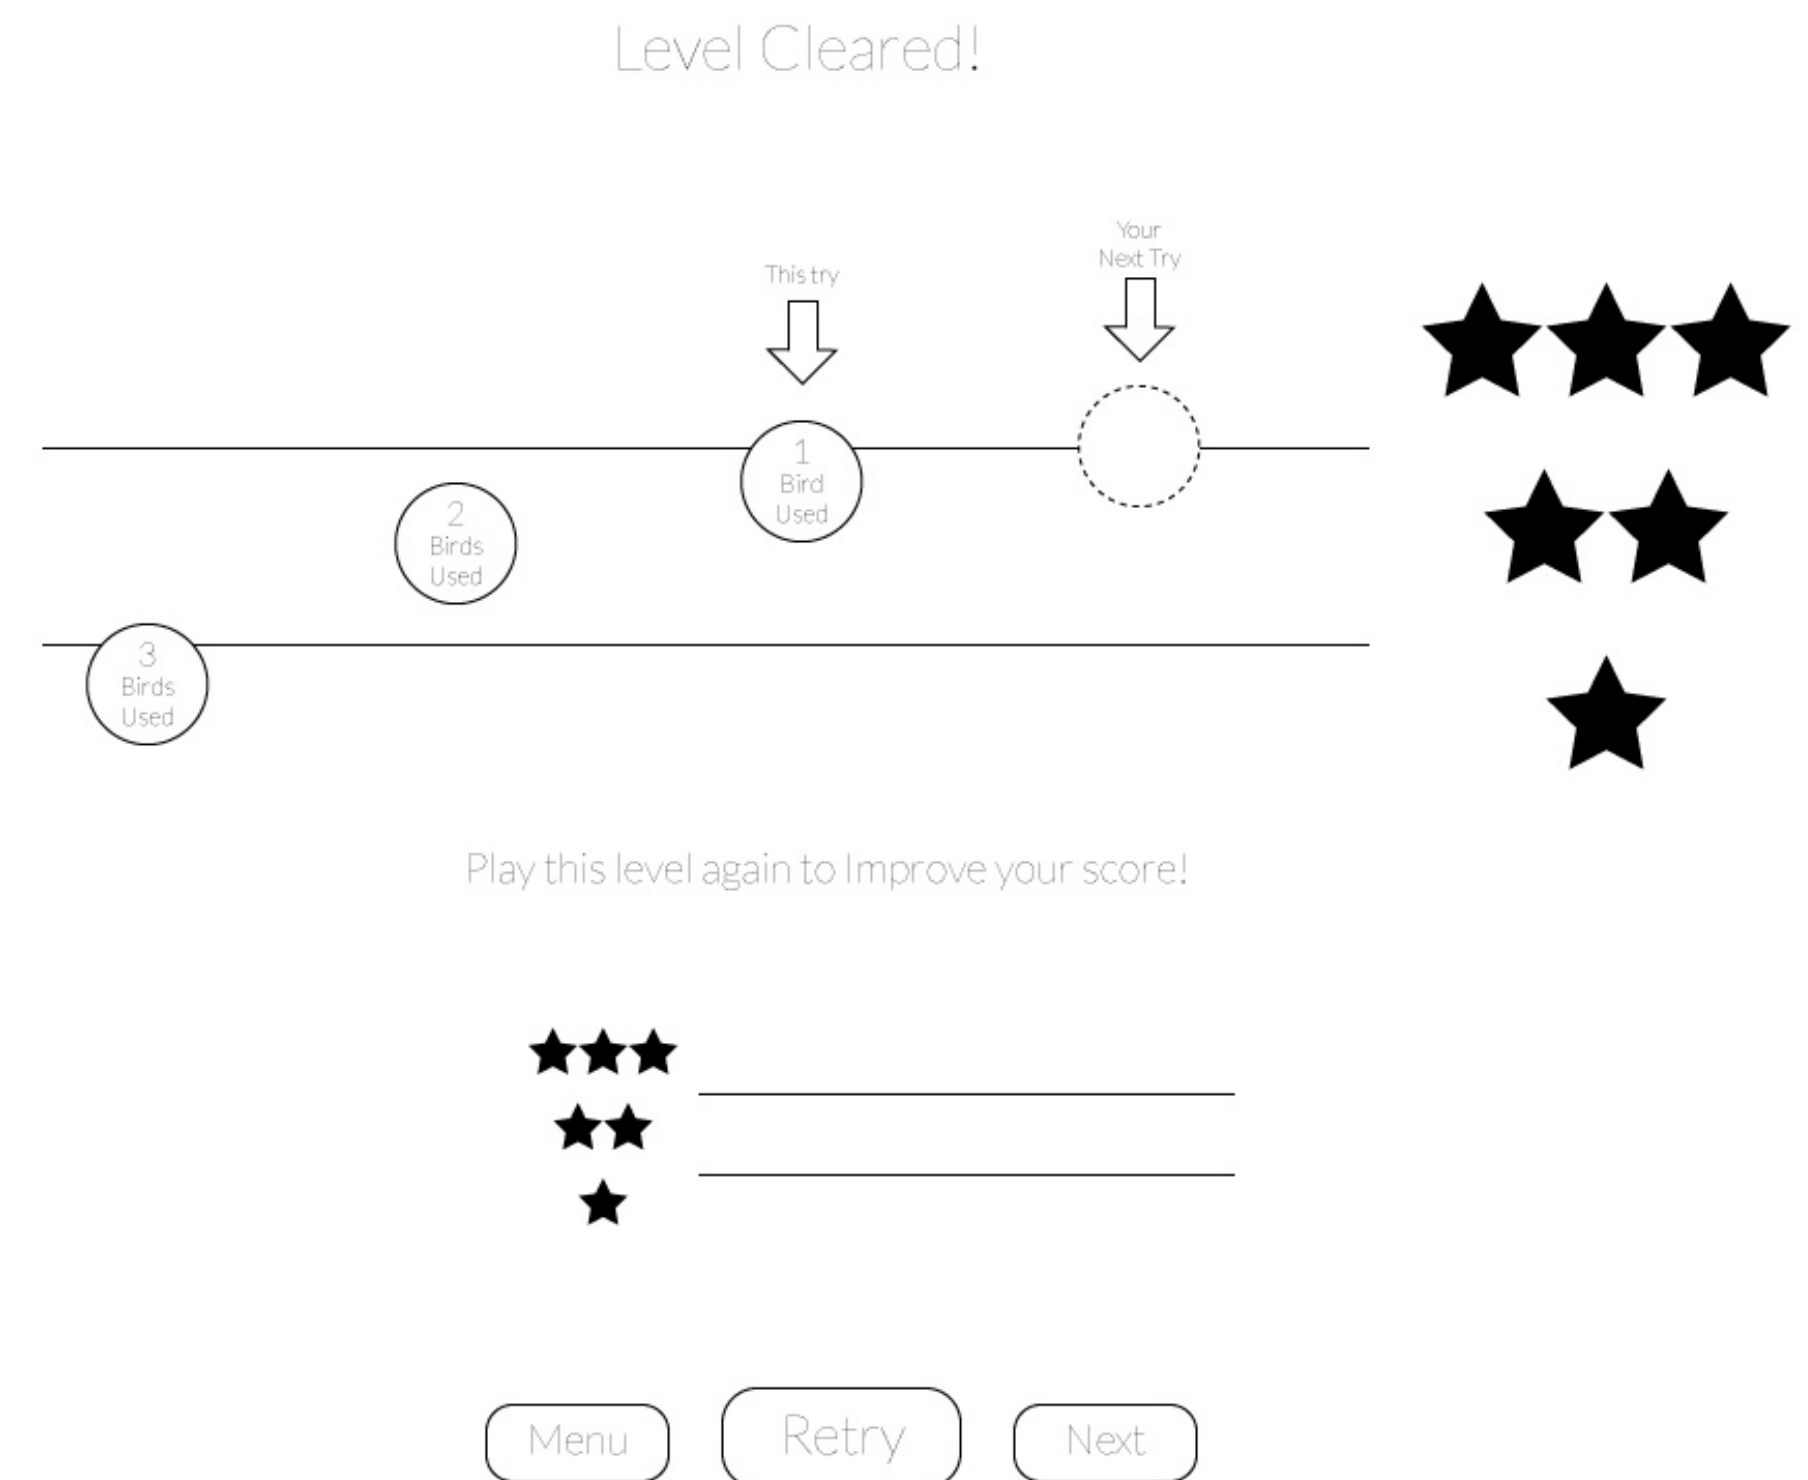 Level Cleared!
Your
Next Try
This try
1
Bird
Used
2
Birds
Used
3
Birds
Used
Play this level again to Improve your score!
Menu
Retry
Next